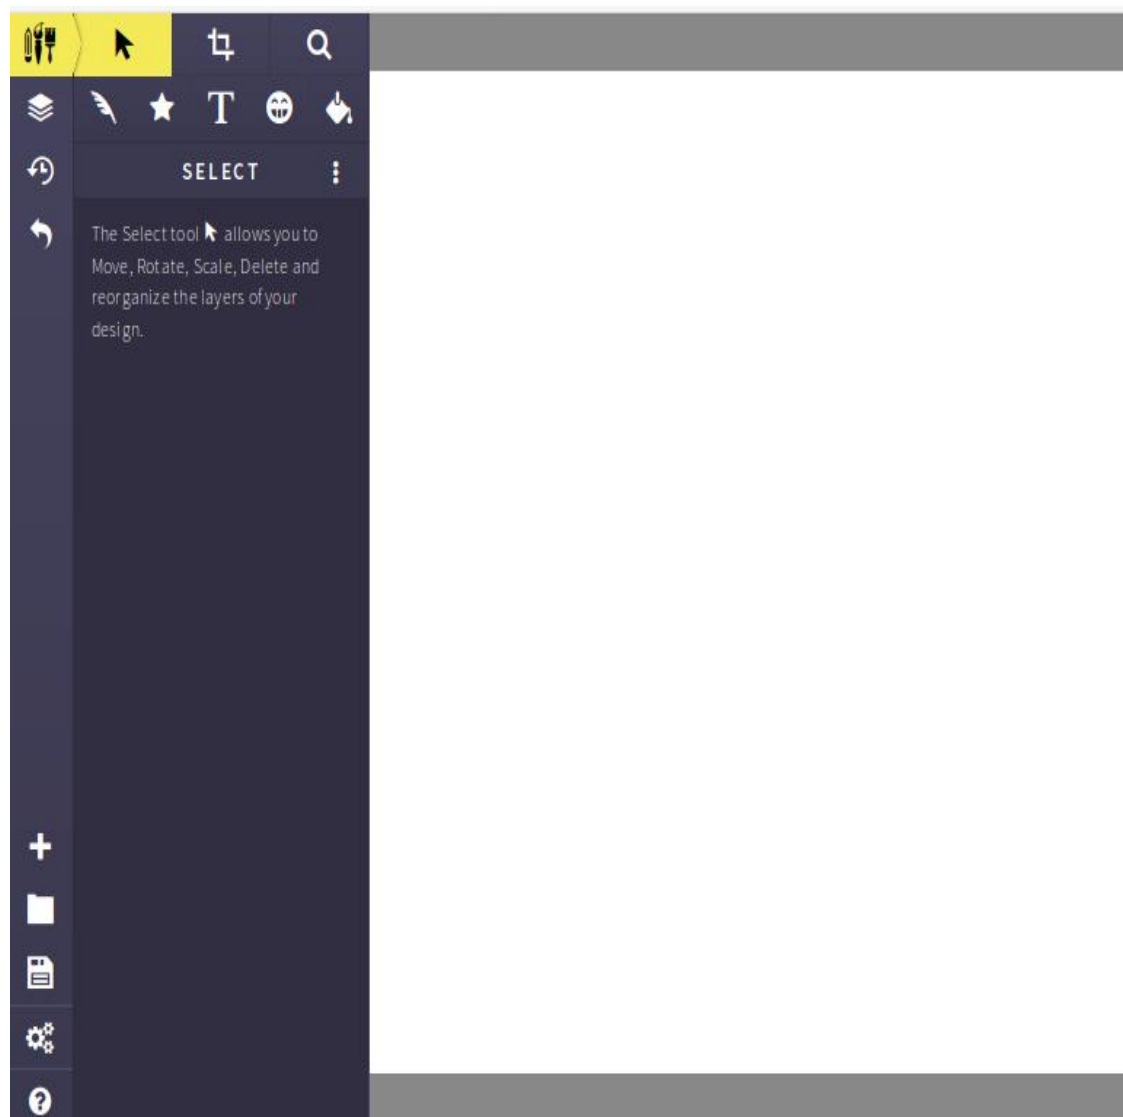 T
SELECT
The Select tool allows you to
Move, Rotate, Scale, Delete and
reorganize the layers of your
design.
?